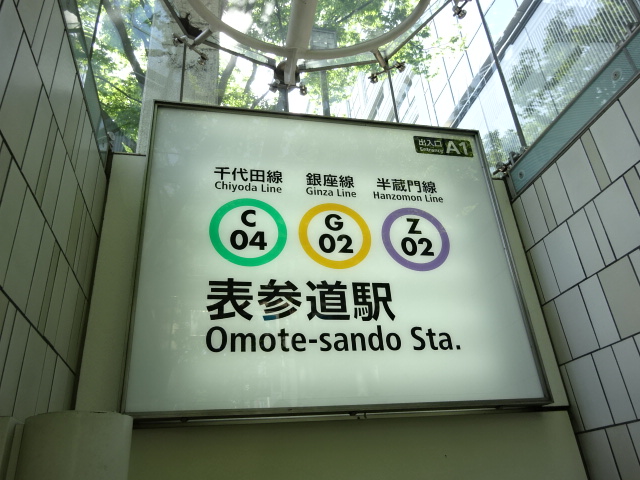 出入口
Entrance A1
千代田線 銀座線 半蔵門線
Chiyoda Line Ginza Line Hanzomon Line
C G Z
04 02 02
表参道駅
Omote-sando Sta.